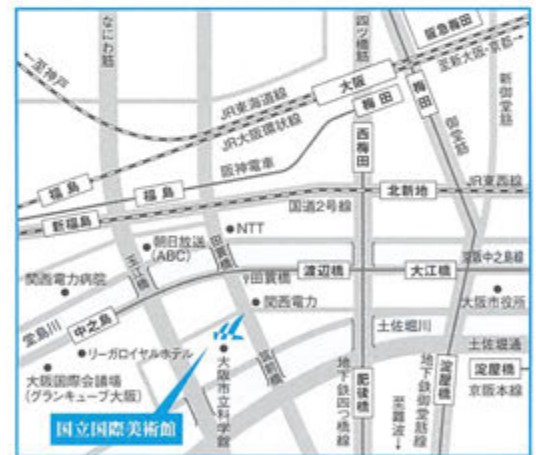 なにわ筋
四ツ橋筋
阪急梅田
←至神戸
至新大阪・京都→
JR東海道線
大阪
梅田
新御堂筋
JR大阪環状線
梅田
御堂筋
阪神電車
西梅田
福島
福島
北新地
JR東西線
新福島
国道2号線
NTT
朝日放送
(ABC)
田蓑橋
関西電力病院
田蓑橋
渡辺橋
大江橋
京阪中之島線
関西電力
大阪市役所
堂島川
中之島
土佐堀川
リーガロイヤルホテル
土佐堀通
大阪国際会議場
(グランキューブ大阪)
大阪市立科学館
筑前橋
地下鉄四つ橋線
肥後橋
至難波→
地下鉄御堂筋線
淀屋橋
淀屋橋
京阪本線
国立国際美術館